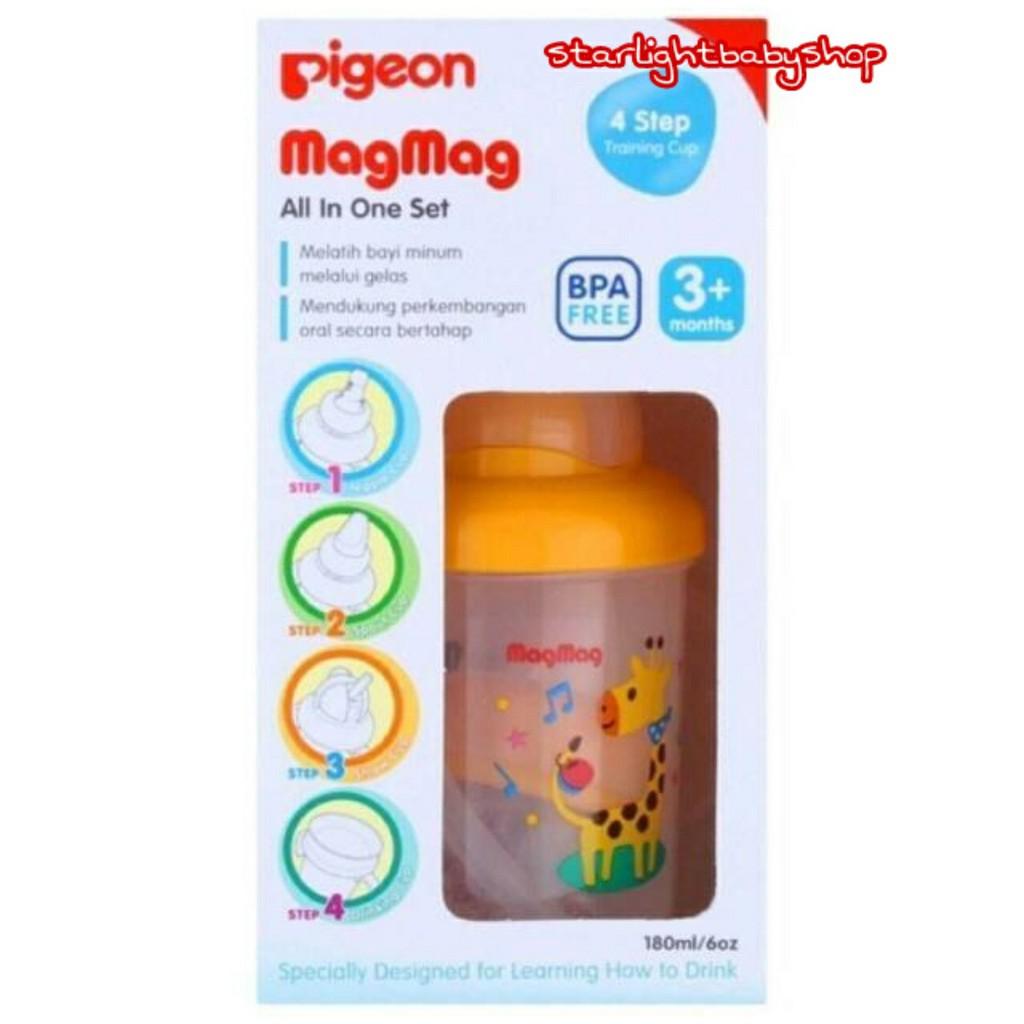 starlightbabyshop
pigeon
4 Step
Training Cup
MagMag
All In One Set
Melatih bayi minum
melalui gelas
Mendukung perkembangan
oral secara bertahap
BPA
FREE
3+
months
STEP 1
STEP 2
STEP 3
STEP 4
MagMag
180ml/6oz
Specially Designed for Learning How to Drink